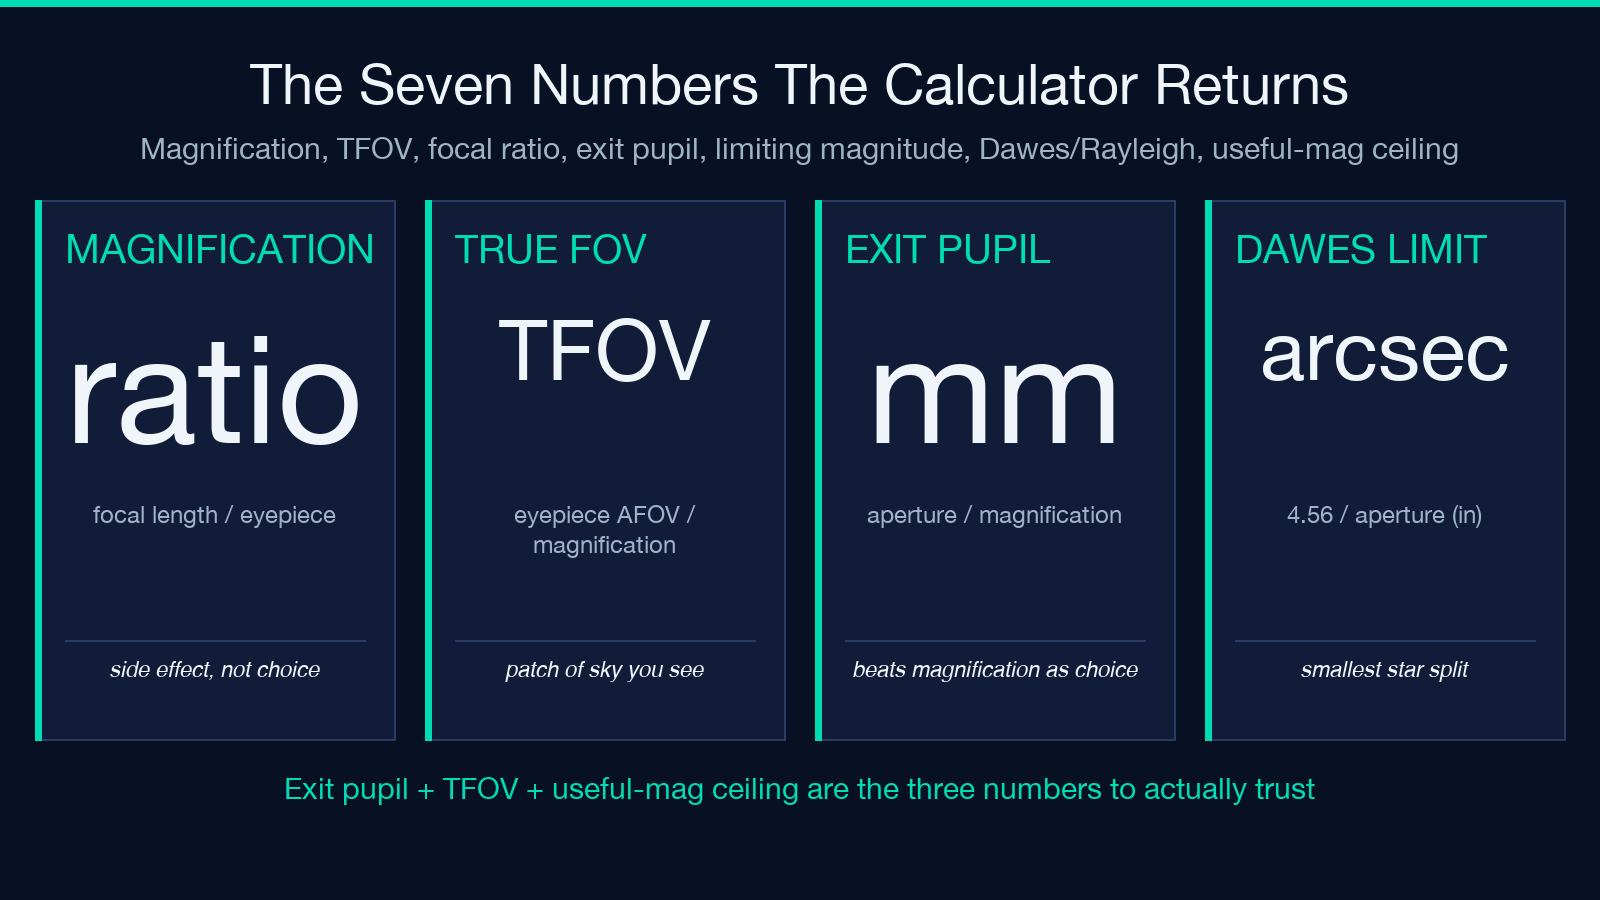 The Seven Numbers The Calculator Returns
Magnification, TFOV, focal ratio, exit pupil, limiting magnitude, Dawes/Rayleigh, useful-mag ceiling
MAGNIFICATION
ratio
focal length / eyepiece
side effect, not choice
TRUE FOV
TFOV
eyepiece AFOV /
magnification
patch of sky you see
EXIT PUPIL
mm
aperture / magnification
beats magnification as choice
DAWES LIMIT
arcsec
4.56 / aperture (in)
smallest star split
Exit pupil + TFOV + useful-mag ceiling are the three numbers to actually trust